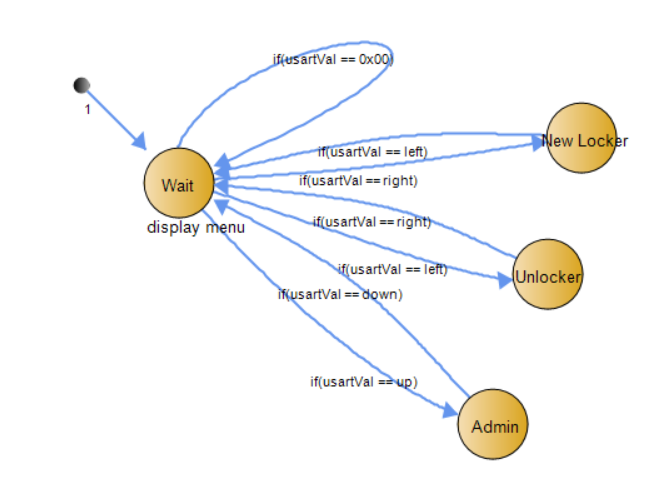 if(usartVal == 0x00)
1
if(usartVal == left)
New Locker
if(usartVal == right)
Wait
display menu
if(usartVal == right)
if(usartVal == left)
Unlocker
if(usartVal == down)
if(usartVal == up)
Admin